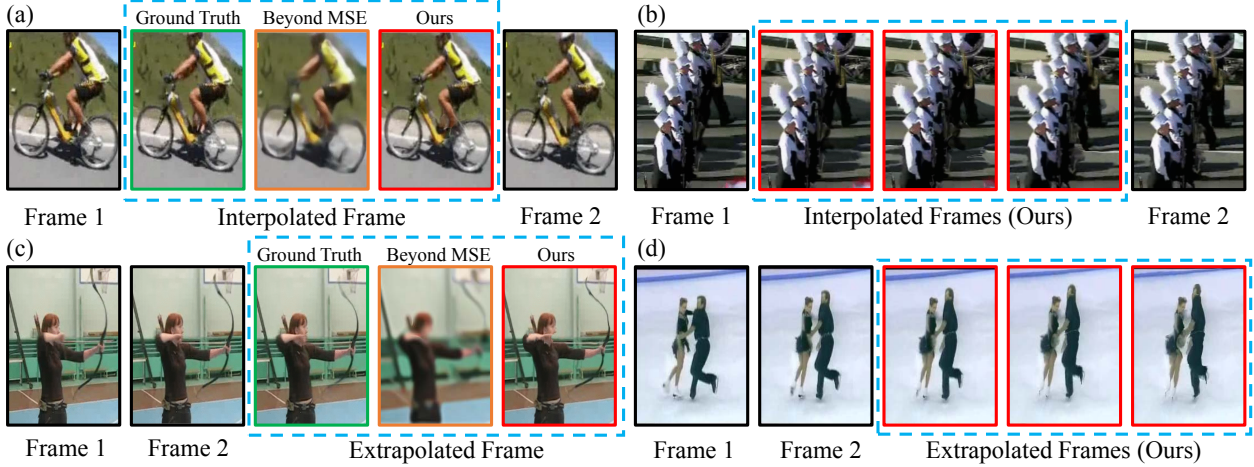 (a)
Ground Truth Beyond MSE Ours
Frame 1 Interpolated Frame Frame 2
(b)
Frame 1 Interpolated Frames (Ours) Frame 2
(c)
Ground Truth Beyond MSE Ours
Frame 1 Frame 2 Extrapolated Frame
(d)
Frame 1 Frame 2 Extrapolated Frames (Ours)